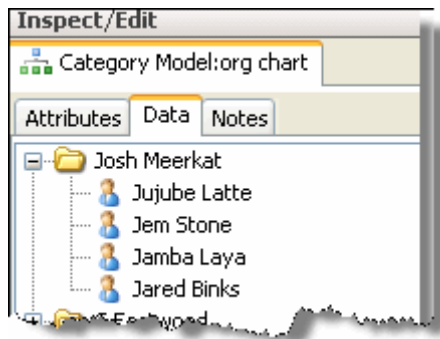 Inspect/Edit
Category Model:org chart
Attributes Data Notes
Josh Meerkat
Jujube Latte
Jem Stone
Jamba Laya
Jared Binks
Eastwood